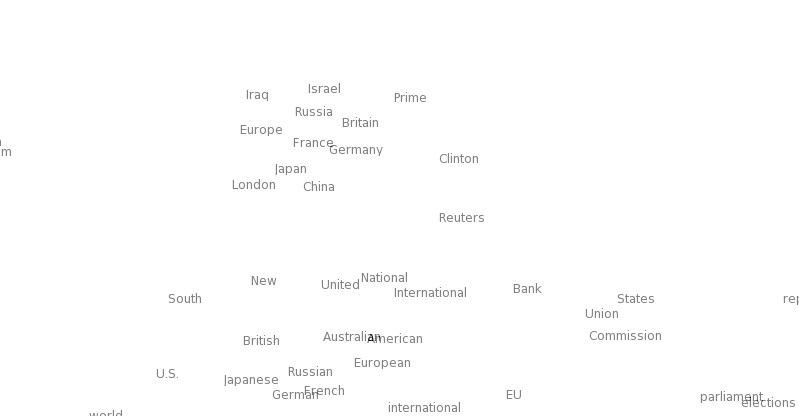 Israel
Iraq
Prime
Russia
Britain
Europe
France
Germany
Clinton
Japan
London
China
Reuters
National
New
United
Bank
International
South
States
Union
Commission
Australian
American
British
European
Russian
U.S.
Japanese
French
German
EU
parliament
elections
international
world